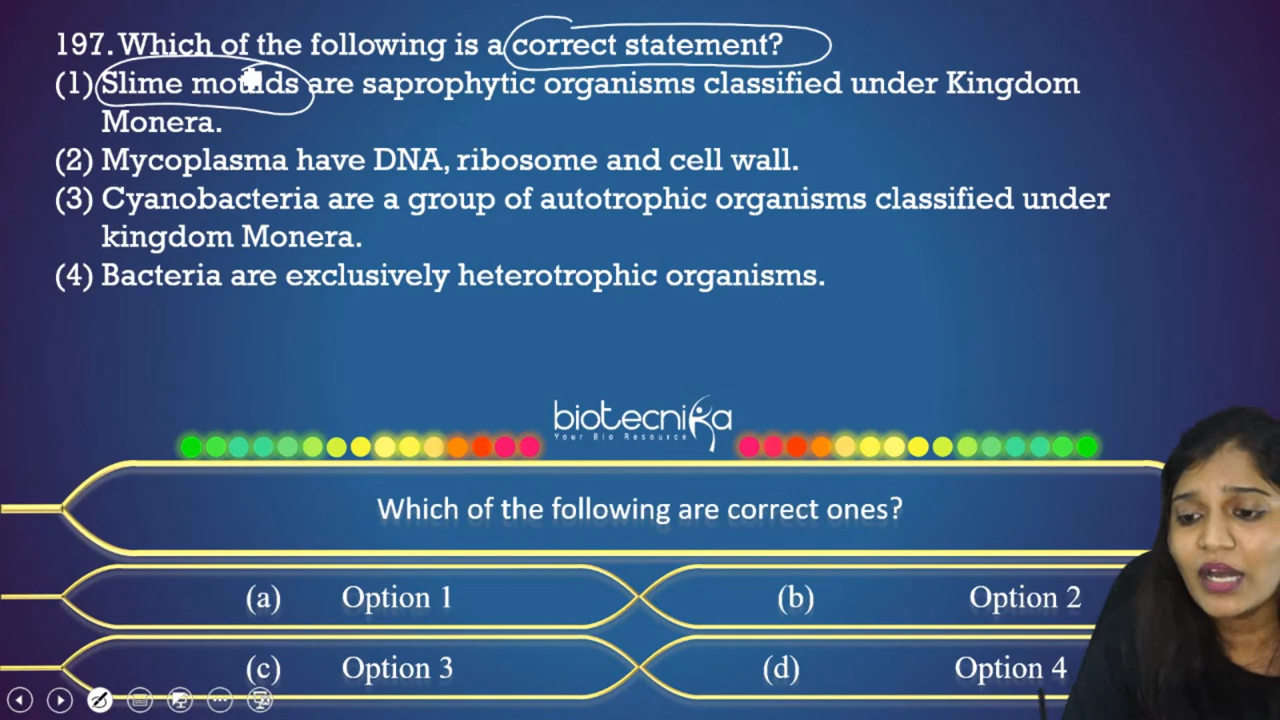 197. Which of the following is a correct statement?
(1) Slime moulds are saprophytic organisms classified under Kingdom
Monera.
(2) Mycoplasma have DNA, ribosome and cell wall.
(3) Cyanobacteria are a group of autotrophic organisms classified under
kingdom Monera.
(4) Bacteria are exclusively heterotrophic organisms.
biotecnika
Your Bio Resource
Which of the following are correct ones?
(a) Option 1
(b) Option 2
(c) Option 3
(d) Option 4